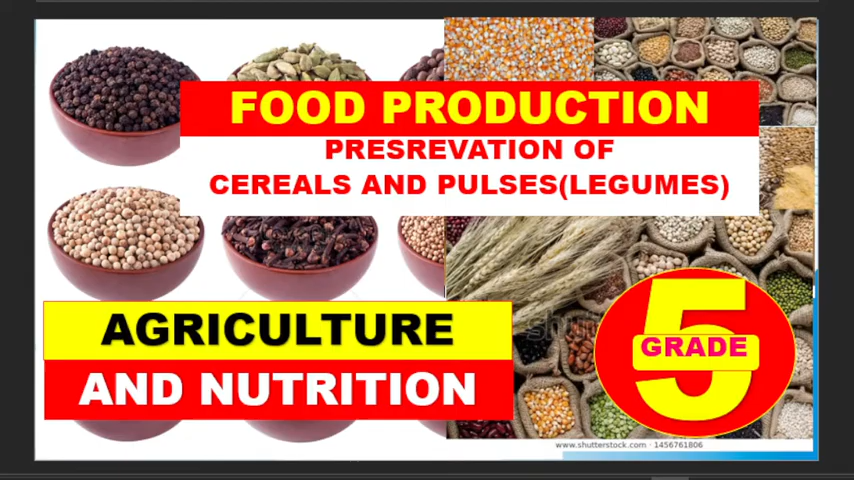 FOOD PRODUCTION
PRESREVATION OF
CEREALS AND PULSES(LEGUMES)
AGRICULTURE
AND NUTRITION
5
GRADE
www.shutterstock.com · 1456761806